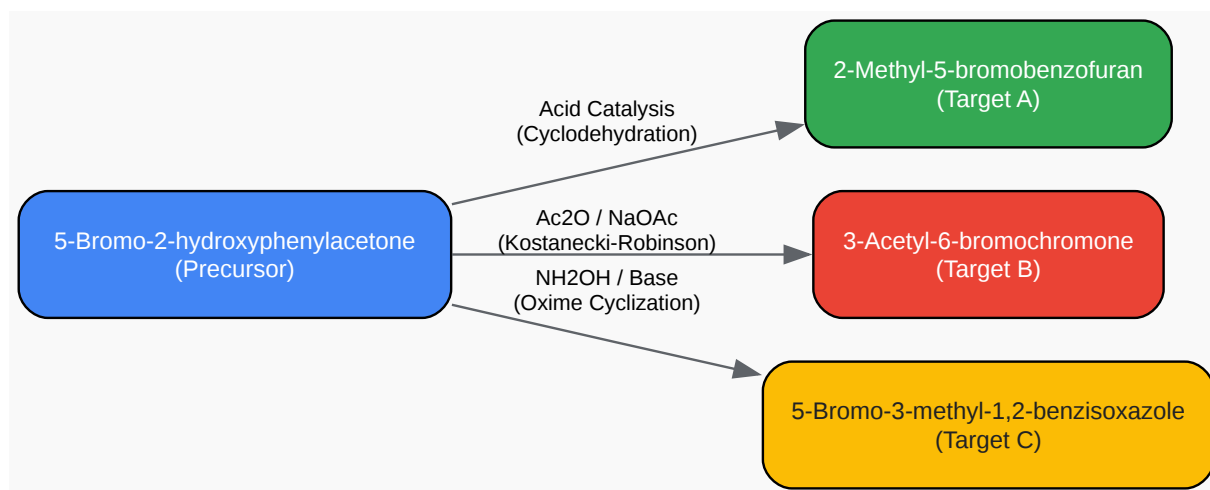 5-Bromo-2-hydroxyphenylacetone
(Precursor)
Acid Catalysis
(Cyclodehydration)
2-Methyl-5-bromobenzofuran
(Target A)
Ac2O / NaOAc
(Kostanecki-Robinson)
3-Acetyl-6-bromochromone
(Target B)
NH2OH / Base
(Oxime Cyclization)
5-Bromo-3-methyl-1,2-benzisoxazole
(Target C)